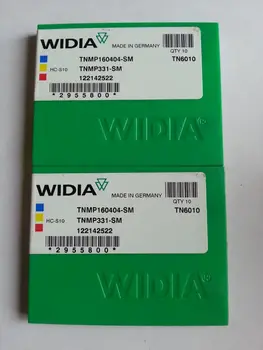 WIDIA
MADE IN GERMANY
QTY 10
TNMP160404-SM TN6010
HC-S10 TNMP331-SM
122142522
*2955800*
WIDIA
WIDIA
MADE IN GERMANY
QTY 10
TNMP160404-SM TN6010
HC-S10 TNMP331-SM
122142522
*2955800*
WIDIA